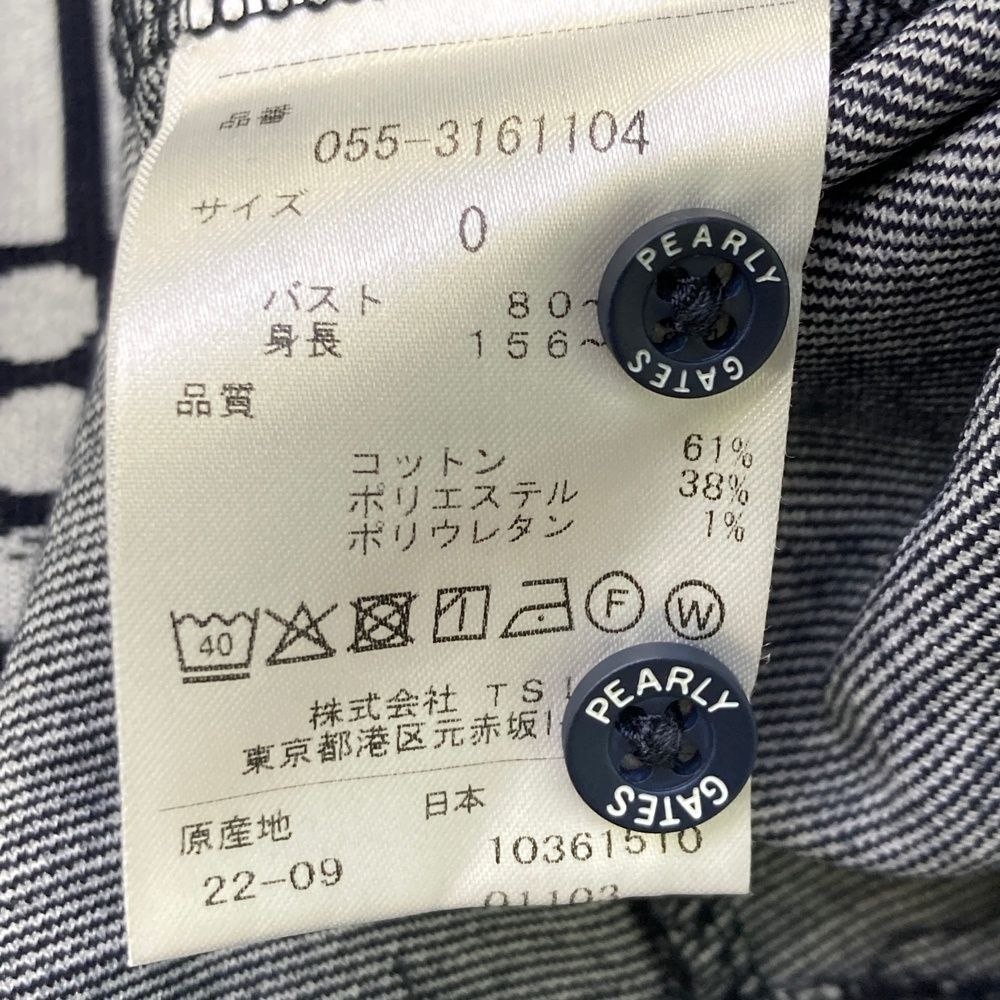 品番
055-3161104
サイズ
0
バスト 80~
身長 156~
品質
コットン 61%
ポリエステル 38%
ポリウレタン 1%
40 F W
株式会社 TS
東京都港区元赤坂
原産地 日本
22-09 10361510
01103
PEARLY GATES
PEARLY GATES